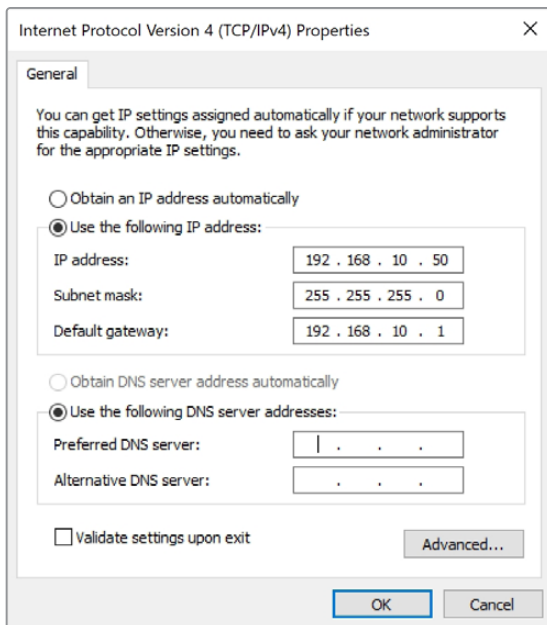 Internet Protocol Version 4 (TCP/IPv4) Properties
General
You can get IP settings assigned automatically if your network supports
this capability. Otherwise, you need to ask your network administrator
for the appropriate IP settings.
Obtain an IP address automatically
Use the following IP address:
IP address: 192 . 168 . 10 . 50
Subnet mask: 255 . 255 . 255 . 0
Default gateway: 192 . 168 . 10 . 1
Obtain DNS server address automatically
Use the following DNS server addresses:
Preferred DNS server: . . .
Alternative DNS server: . . .
Validate settings upon exit
Advanced...
OK Cancel